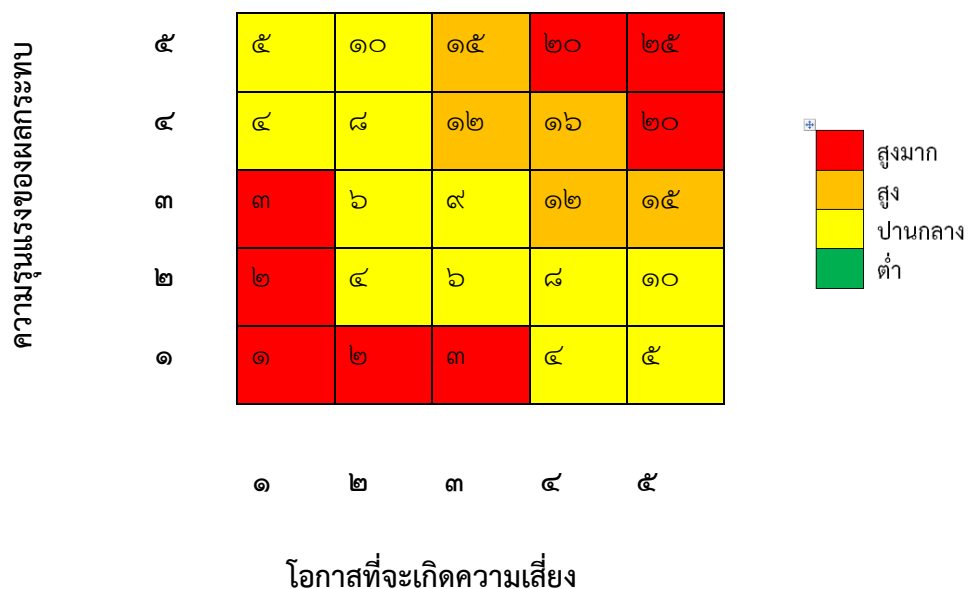 ความรุนแรงของผลกระทบ
๕ ๕ ๑๐ ๑๕ ๒๐ ๒๕
๔ ๔ ๘ ๑๒ ๑๖ ๒๐
๓ ๓ ๖ ๙ ๑๒ ๑๕
๒ ๒ ๔ ๖ ๘ ๑๐
๑ ๑ ๒ ๓ ๔ ๕
๑ ๒ ๓ ๔ ๕
โอกาสที่จะเกิดความเสี่ยง
สูงมาก
สูง
ปานกลาง
ต่ำ